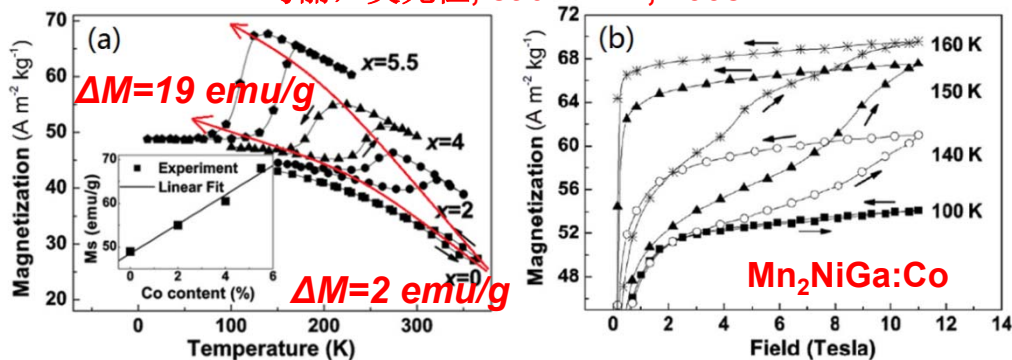 (a)
x=5.5
ΔM=19 emu/g
x=4
Experiment
Linear Fit
x=2
x=0
ΔM=2 emu/g
Ms (emu/g)
50
60
70
0
2
4
6
Co content (%)
Magnetization (A m⁻² kg⁻¹)
70
60
50
40
30
20
0
100
200
300
Temperature (K)
(b)
160 K
150 K
140 K
100 K
Mn₂NiGa:Co
Magnetization (A m⁻² kg⁻¹)
72
68
64
60
56
52
48
0
2
4
6
8
10
12
14
Field (Tesla)